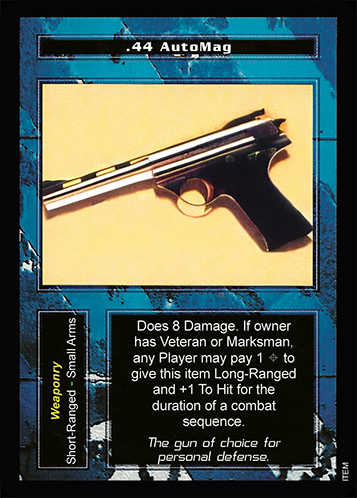 .44 AutoMag
Weaponry
Short-Ranged - Small Arms
Does 8 Damage. If owner
has Veteran or Marksman,
any Player may pay 1 ⌖ to
give this item Long-Ranged
and +1 To Hit for the
duration of a combat
sequence.
The gun of choice for
personal defense.
ITEM